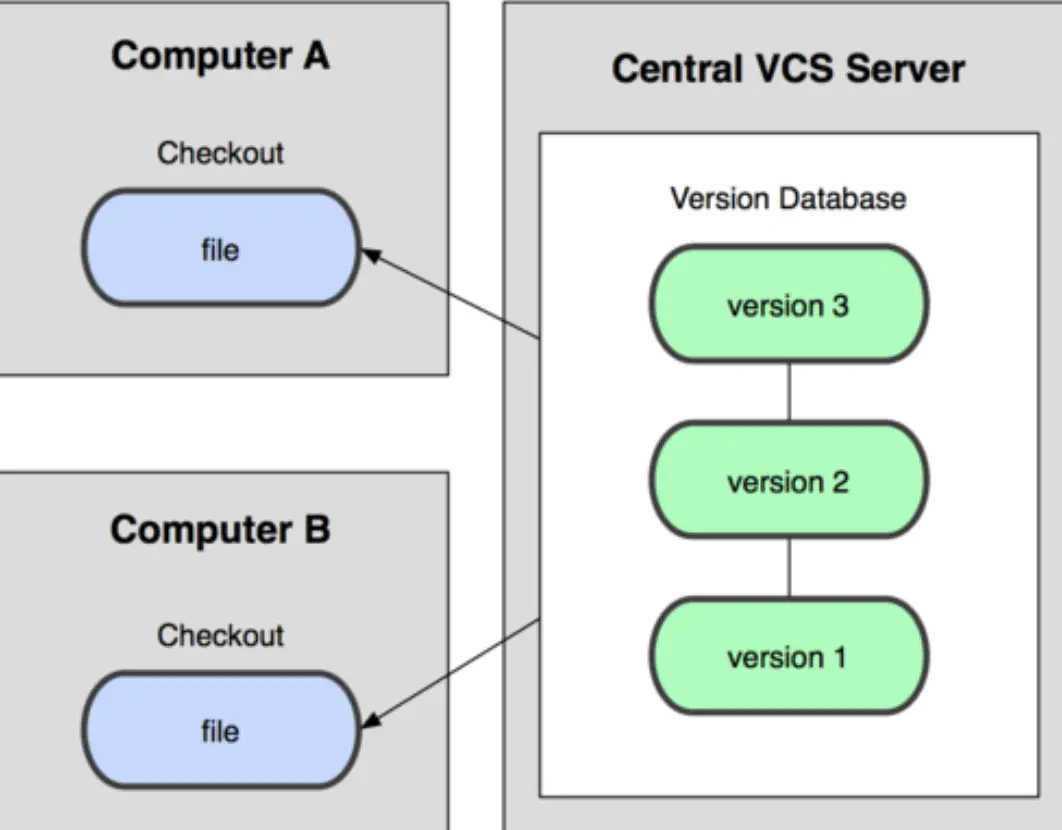 Computer A
Checkout
file
Computer B
Checkout
file
Central VCS Server
Version Database
version 3
version 2
version 1